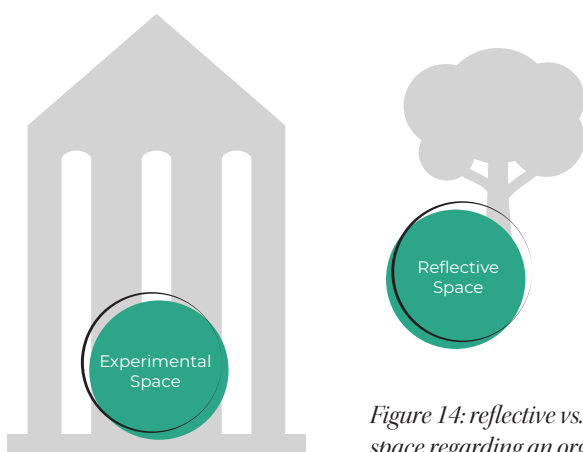 Reflective
Space
Experimental
Space
Figure 14: reflective vs.
space regarding an